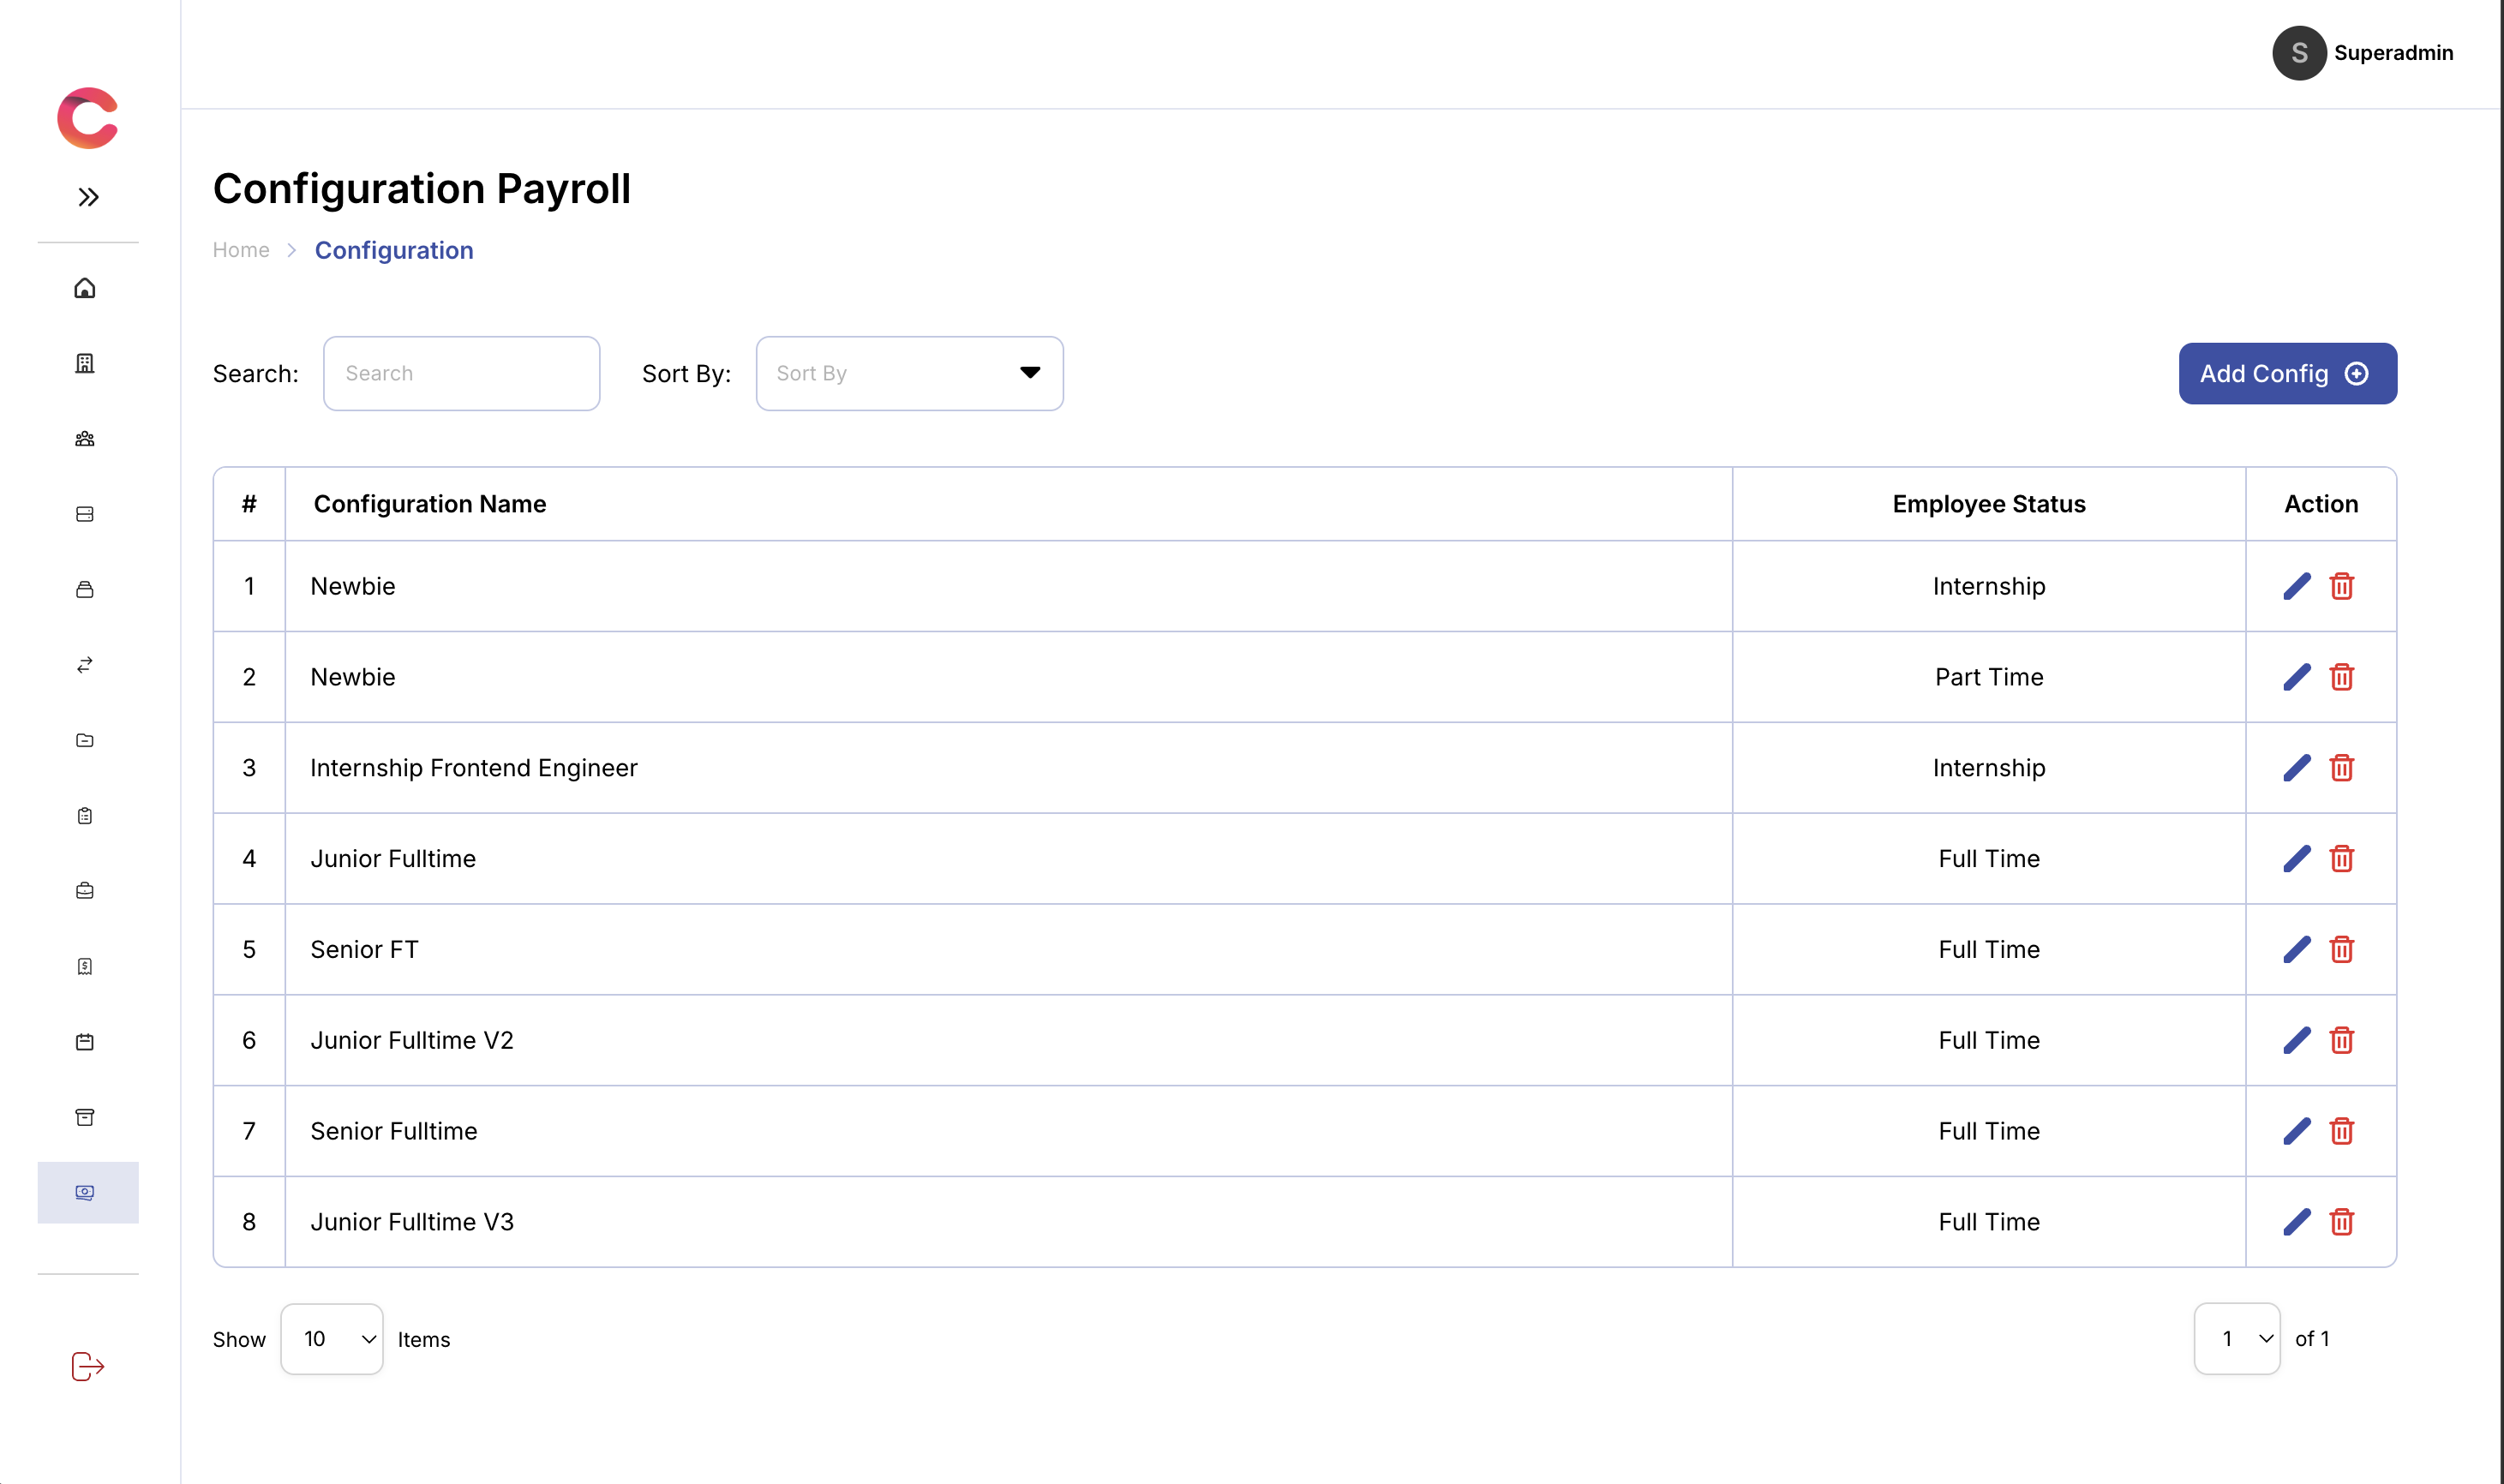 S Superadmin
Configuration Payroll
Home Configuration
Search: Search Sort By: Sort By Add Config
# Configuration Name Employee Status Action
1 Newbie Internship
2 Newbie Part Time
3 Internship Frontend Engineer Internship
4 Junior Fulltime Full Time
5 Senior FT Full Time
6 Junior Fulltime V2 Full Time
7 Senior Fulltime Full Time
8 Junior Fulltime V3 Full Time
Show 10 Items 1 of 1